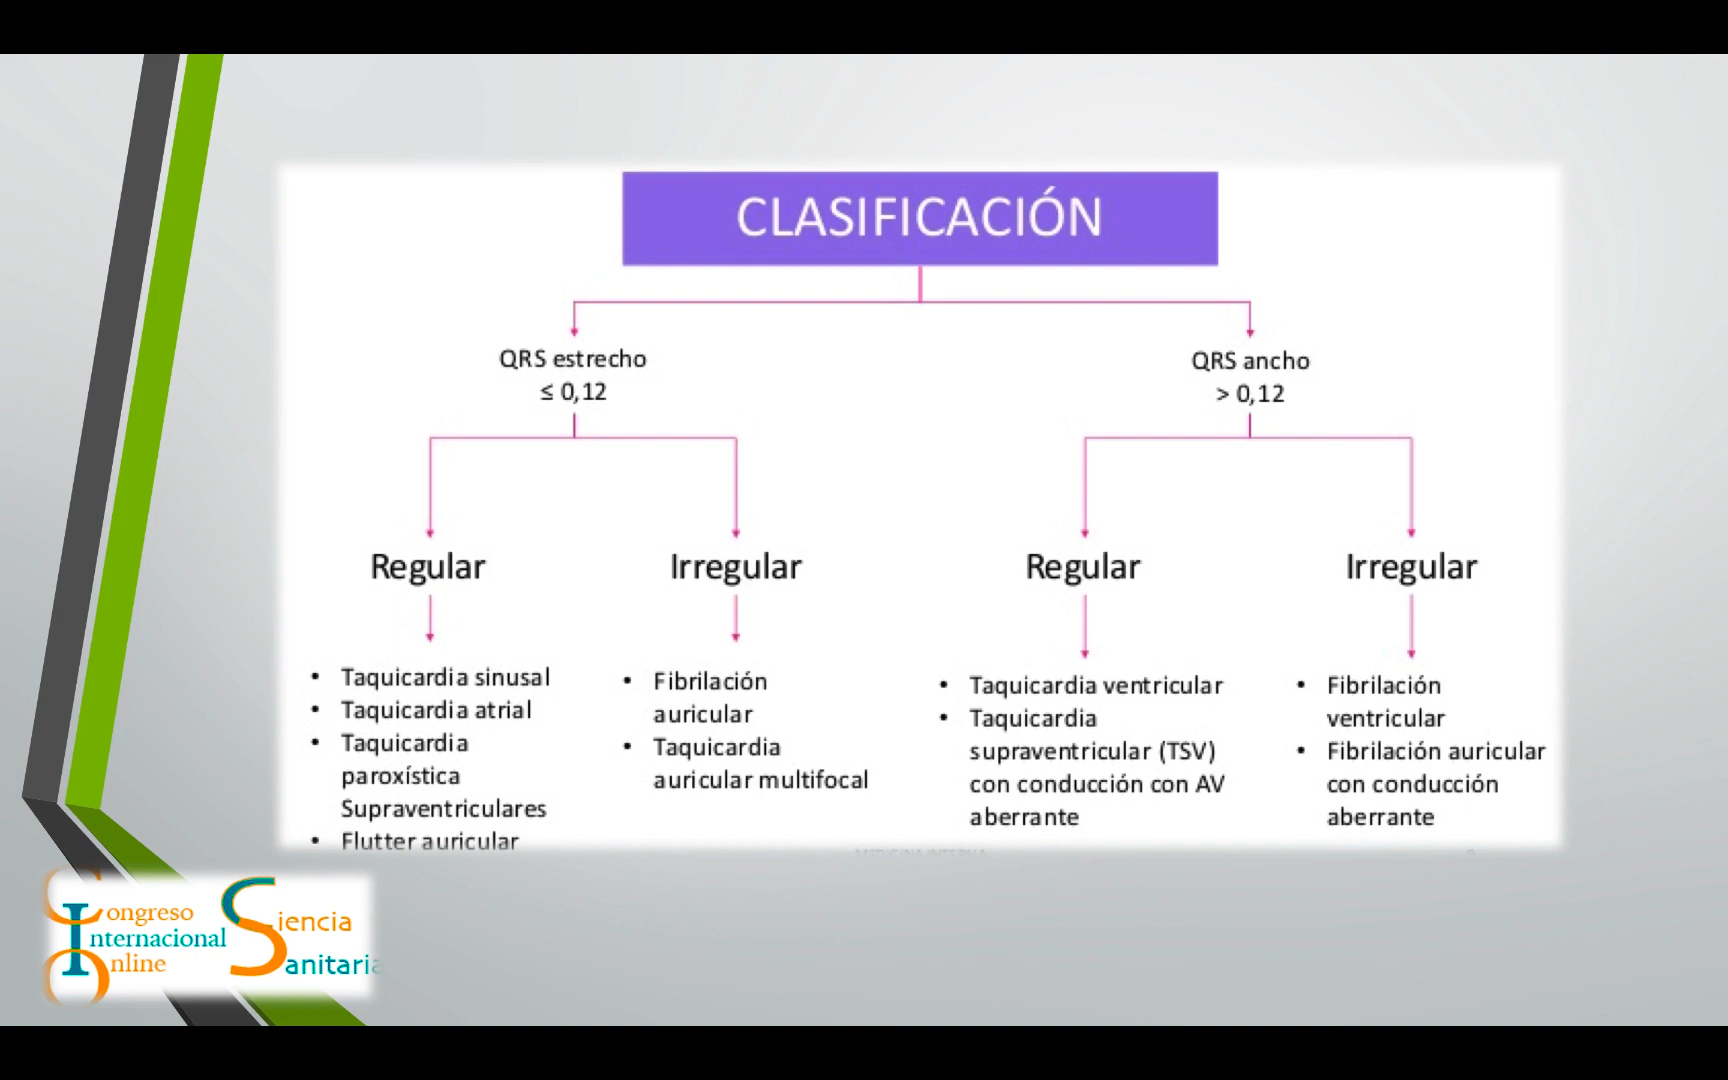 CLASIFICACIÓN
QRS estrecho
≤ 0,12
QRS ancho
> 0,12
Regular
Irregular
Regular
Irregular
• Taquicardia sinusal
• Taquicardia atrial
• Taquicardia
paroxística
Supraventriculares
• Flutter auricular
• Fibrilación
auricular
• Taquicardia
auricular multifocal
• Taquicardia ventricular
• Taquicardia
supraventricular (TSV)
con conducción con AV
aberrante
• Fibrilación
ventricular
• Fibrilación auricular
con conducción
aberrante
Congreso
Internacional
Online
Siencia
Sanitaria